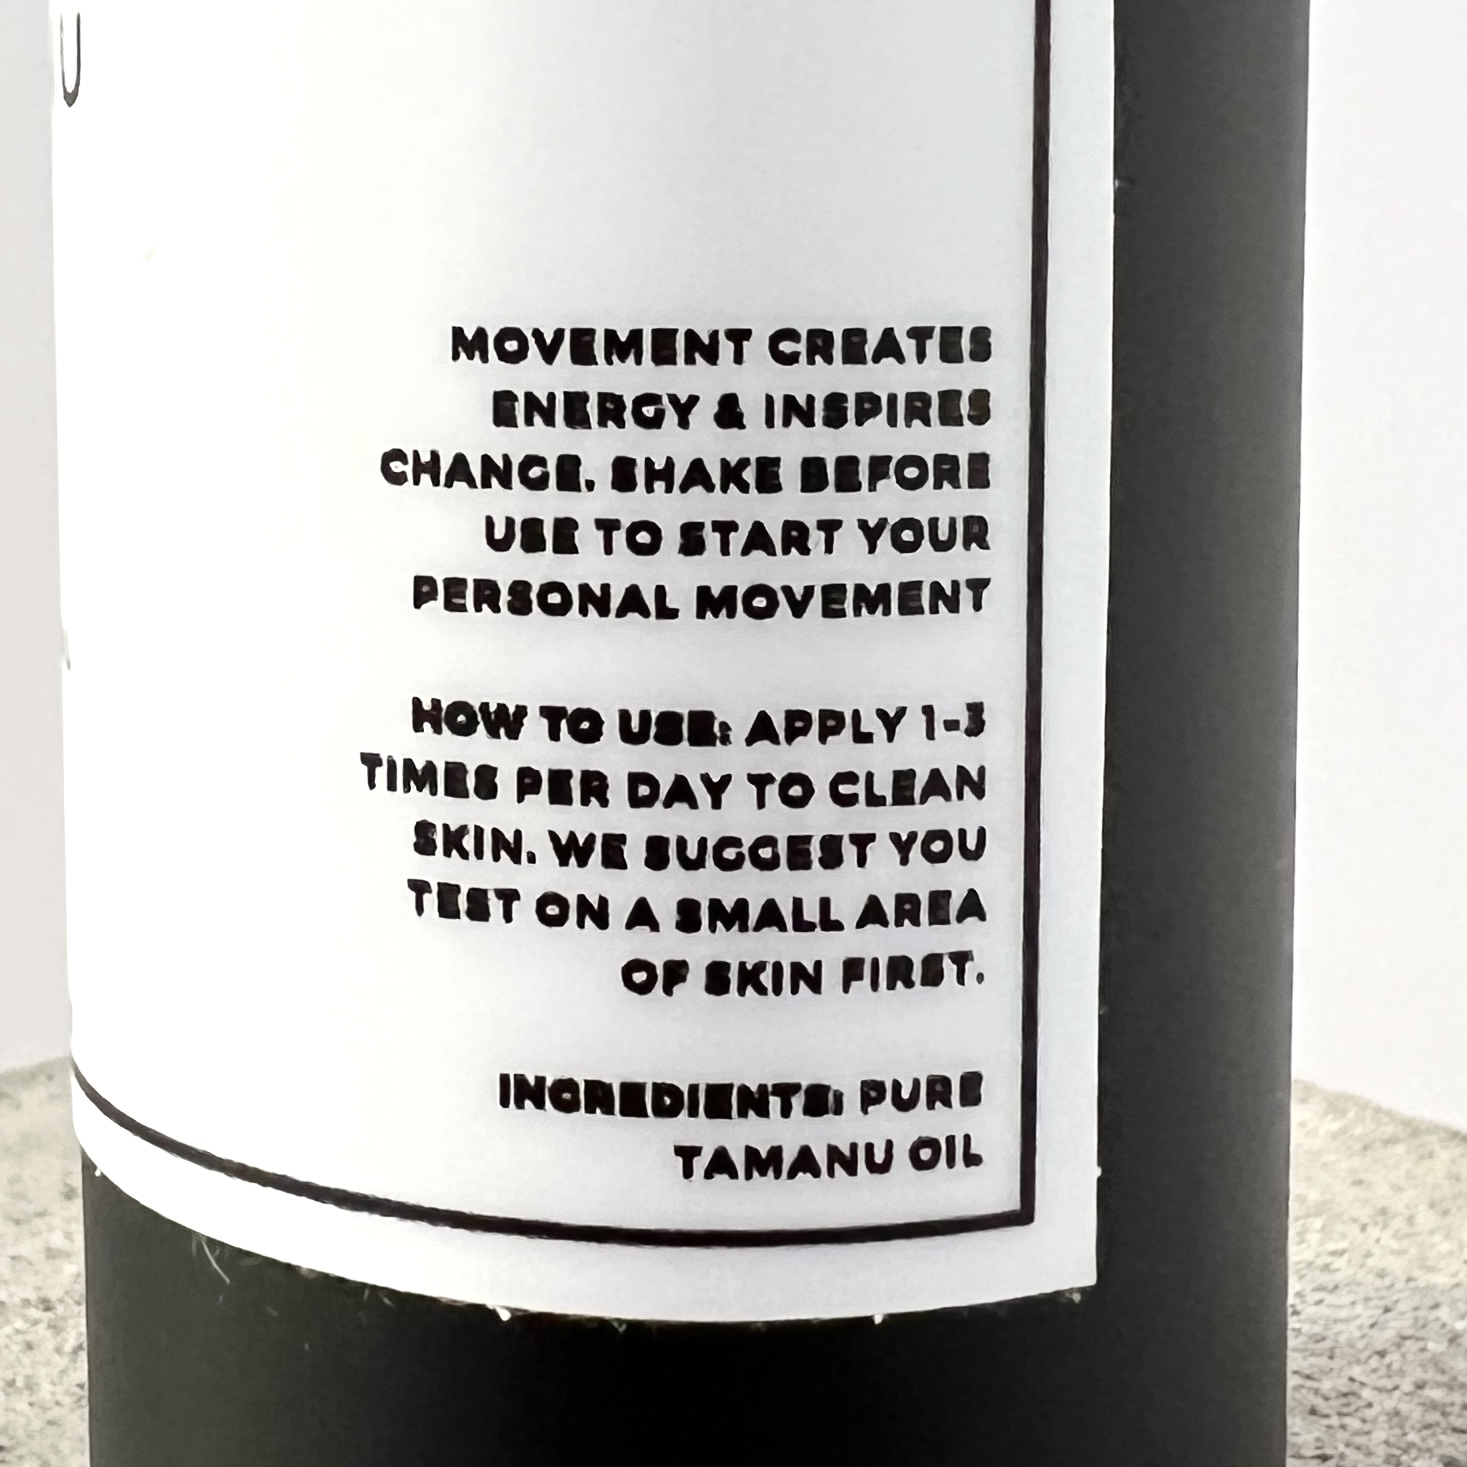 U
MOVEMENT CREATES
ENERGY & INSPIRES
CHANGE. SHAKE BEFORE
USE TO START YOUR
PERSONAL MOVEMENT
HOW TO USE: APPLY 1-3
TIMES PER DAY TO CLEAN
SKIN. WE SUGGEST YOU
TEST ON A SMALL AREA
OF SKIN FIRST.
INGREDIENTS: PURE
TAMANU OIL